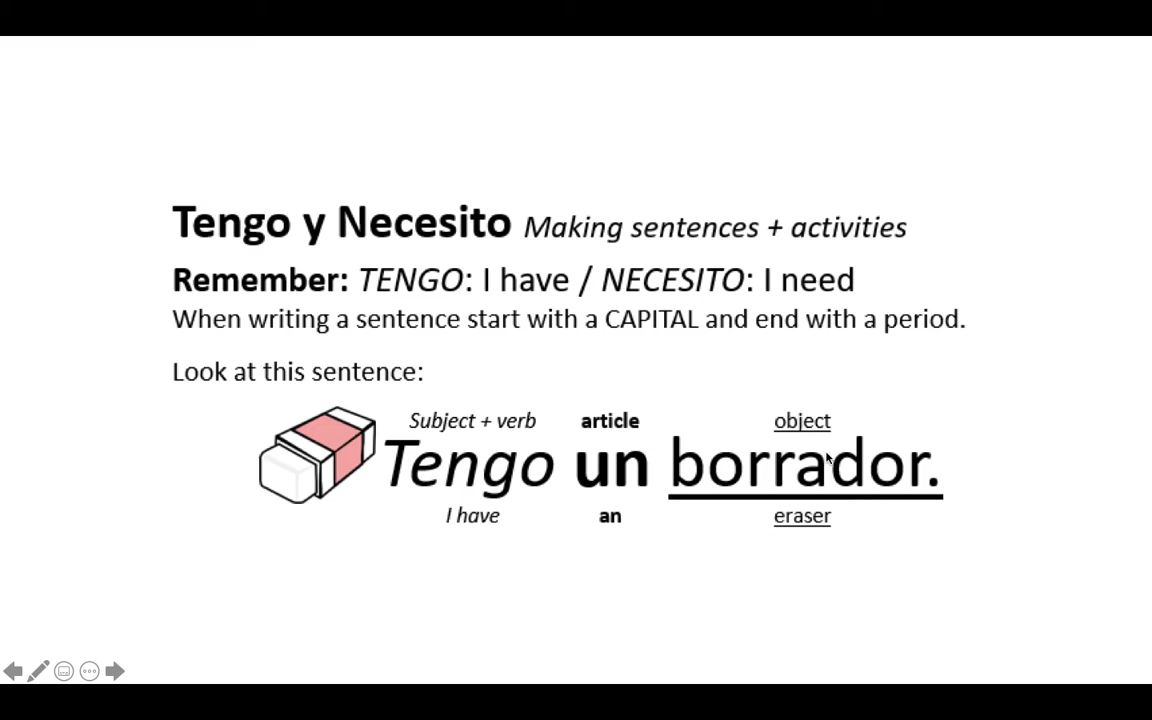 Tengo y Necesito Making sentences + activities
Remember: TENGO: I have / NECESITO: I need
When writing a sentence start with a CAPITAL and end with a period.
Look at this sentence:
Subject + verb article object
Tengo un borrador.
I have an eraser